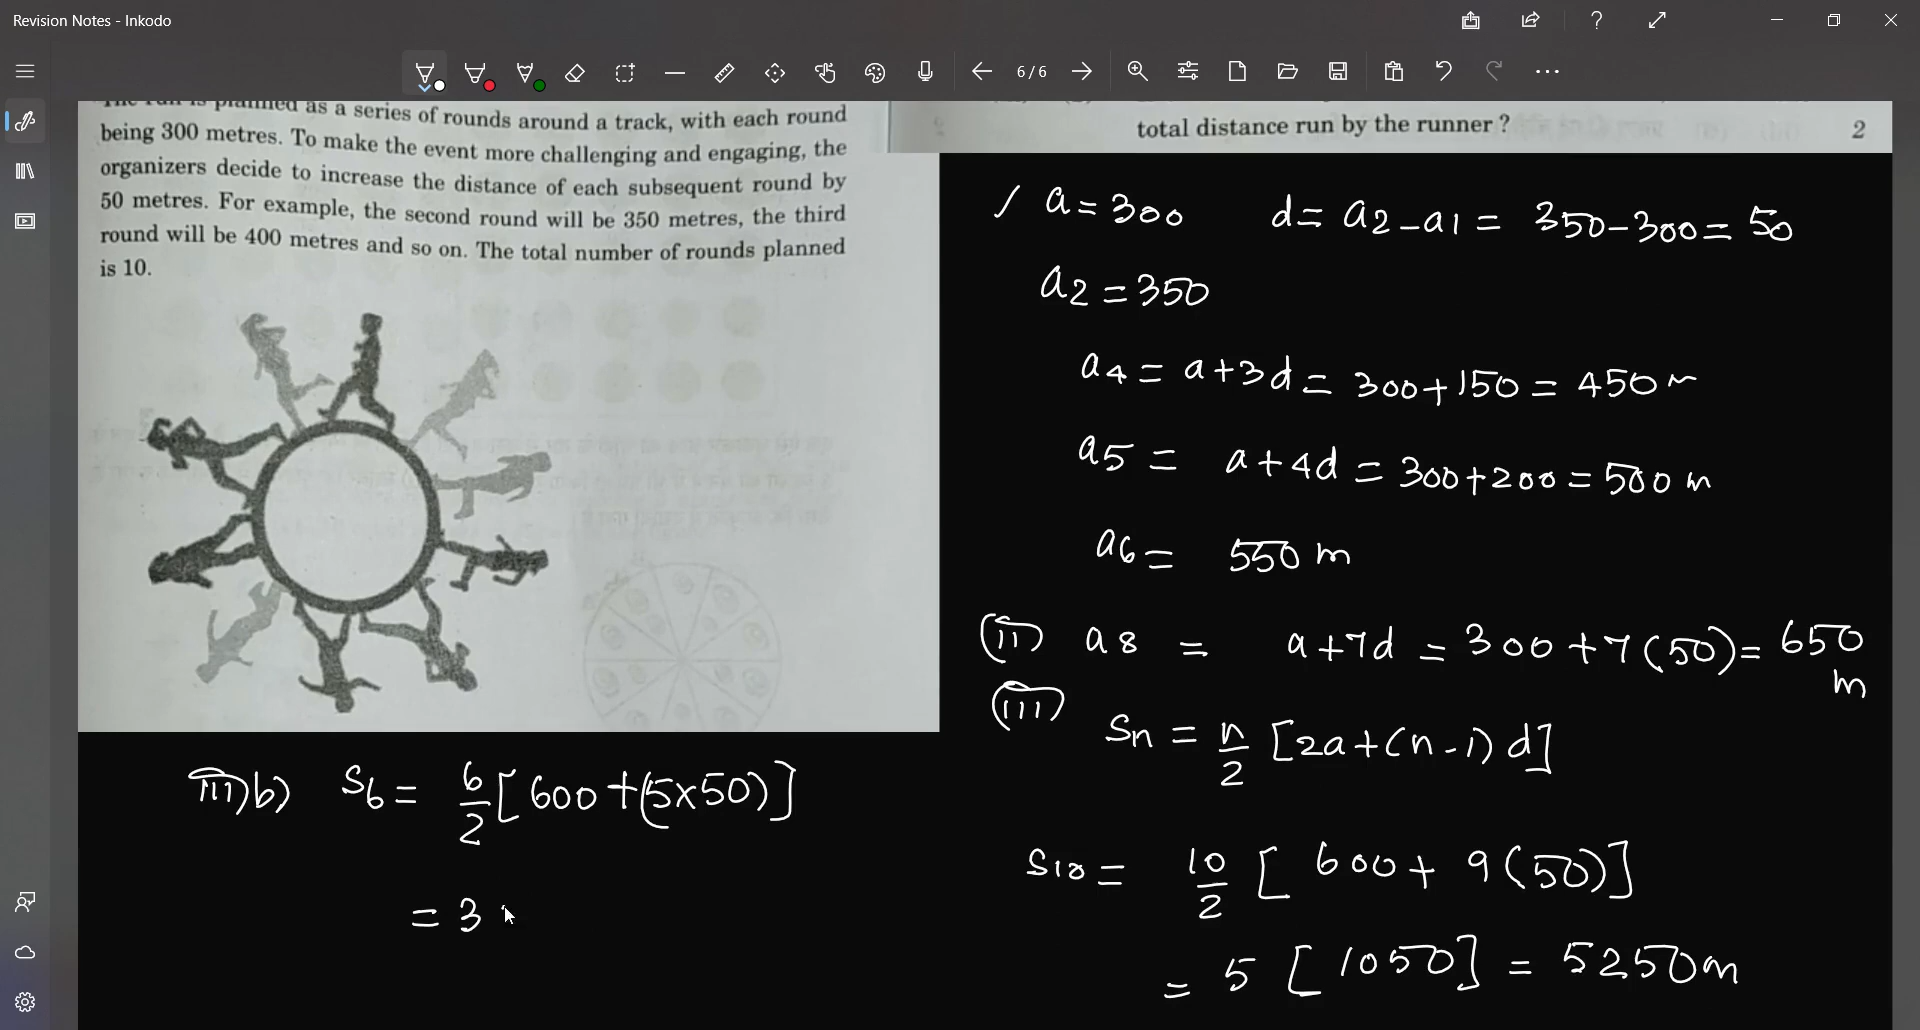 Revision Notes - Inkodo
6/6
The run is planned as a series of rounds around a track, with each round
being 300 metres. To make the event more challenging and engaging, the
organizers decide to increase the distance of each subsequent round by
50 metres. For example, the second round will be 350 metres, the third
round will be 400 metres and so on. The total number of rounds planned
is 10.
total distance run by the runner ? 2
a = 300 d = a2 - a1 = 350 - 300 = 50
a2 = 350
a4 = a + 3d = 300 + 150 = 450 m
a5 = a + 4d = 300 + 200 = 500 m
a6 = 550 m
(ii) a8 = a + 7d = 300 + 7(50) = 650
m
(iii) Sn = n/2 [2a + (n-1) d]
S10 = 10/2 [600 + 9(50)]
= 5 [1050] = 5250 m
iii) b) S6 = 6/2 [600 + (5×50)]
= 3